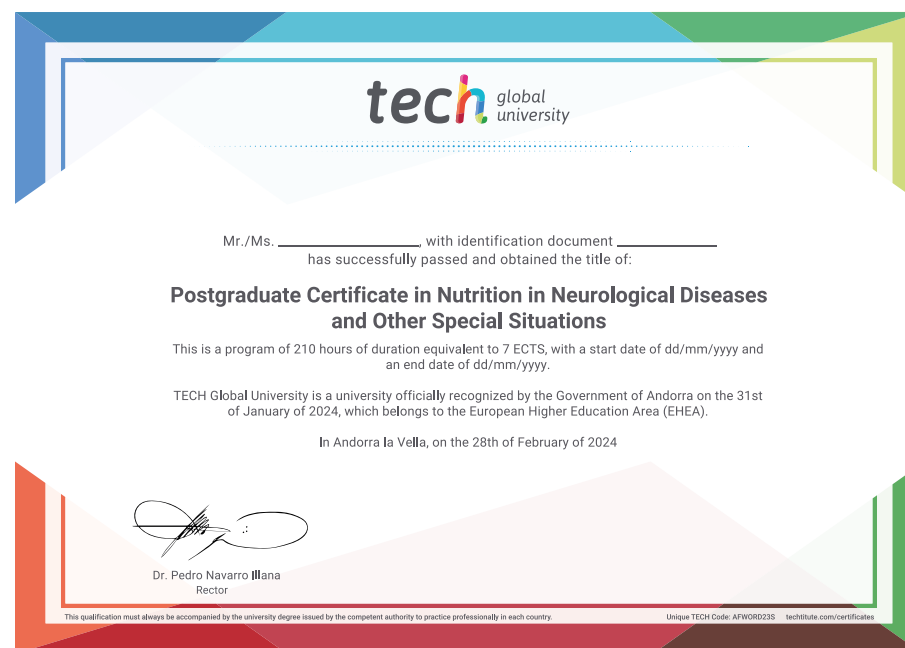 tech global
university
Mr./Ms. ____________, with identification document ____________
has successfully passed and obtained the title of:
Postgraduate Certificate in Nutrition in Neurological Diseases
and Other Special Situations
This is a program of 210 hours of duration equivalent to 7 ECTS, with a start date of dd/mm/yyyy and
an end date of dd/mm/yyyy.
TECH Global University is a university officially recognized by the Government of Andorra on the 31st
of January of 2024, which belongs to the European Higher Education Area (EHEA).
In Andorra la Vella, on the 28th of February of 2024
Dr. Pedro Navarro Illana
Rector
This qualification must always be accompanied by the university degree issued by the competent authority to practice professionally in each country. Unique TECH Code: AFWORD23S techtitute.com/certificates